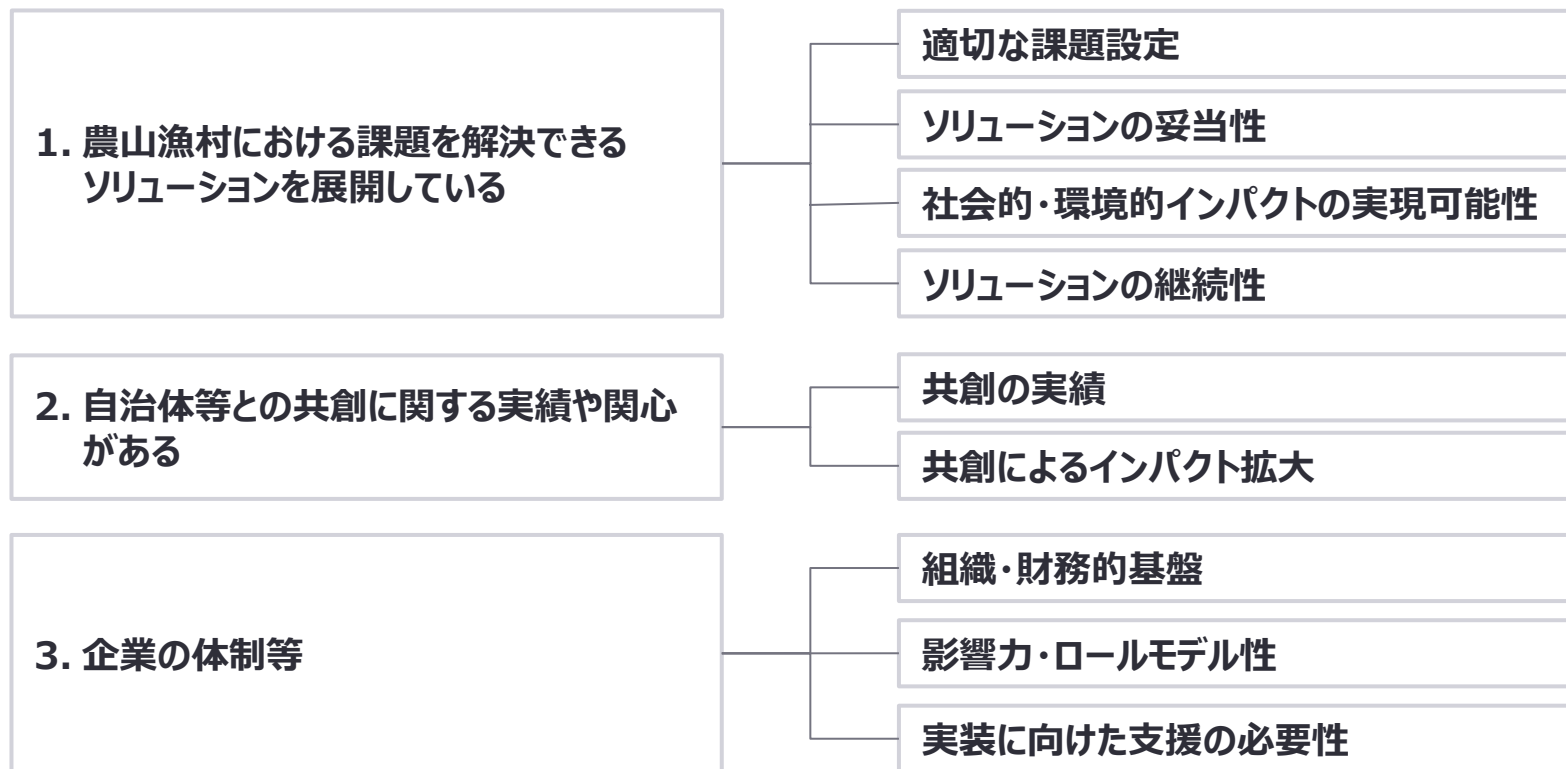 1. 農山漁村における課題を解決できる
ソリューションを展開している
適切な課題設定
ソリューションの妥当性
社会的・環境的インパクトの実現可能性
ソリューションの継続性
2. 自治体等との共創に関する実績や関心
がある
共創の実績
共創によるインパクト拡大
3. 企業の体制等
組織・財務的基盤
影響力・ロールモデル性
実装に向けた支援の必要性